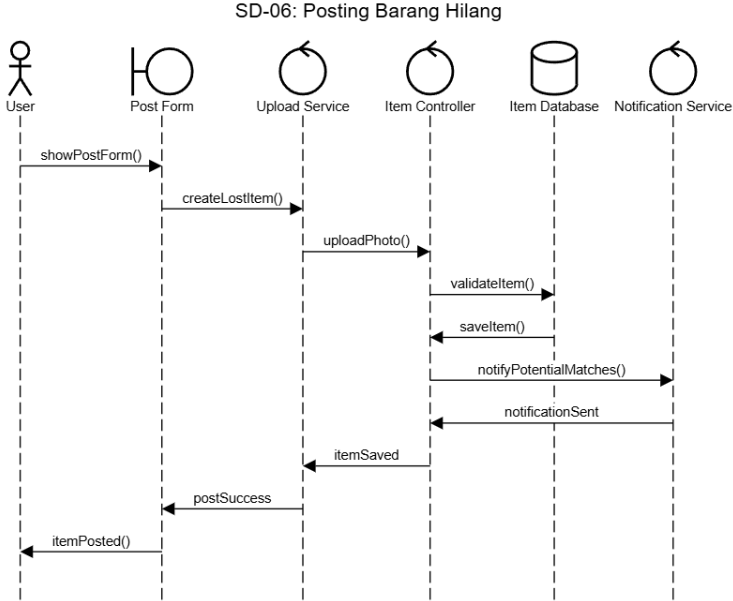 SD-06: Posting Barang Hilang
User
Post Form
Upload Service
Item Controller
Item Database
Notification Service
showPostForm()
createLostItem()
uploadPhoto()
validateItem()
saveItem()
notifyPotentialMatches()
notificationSent
itemSaved
postSuccess
itemPosted()